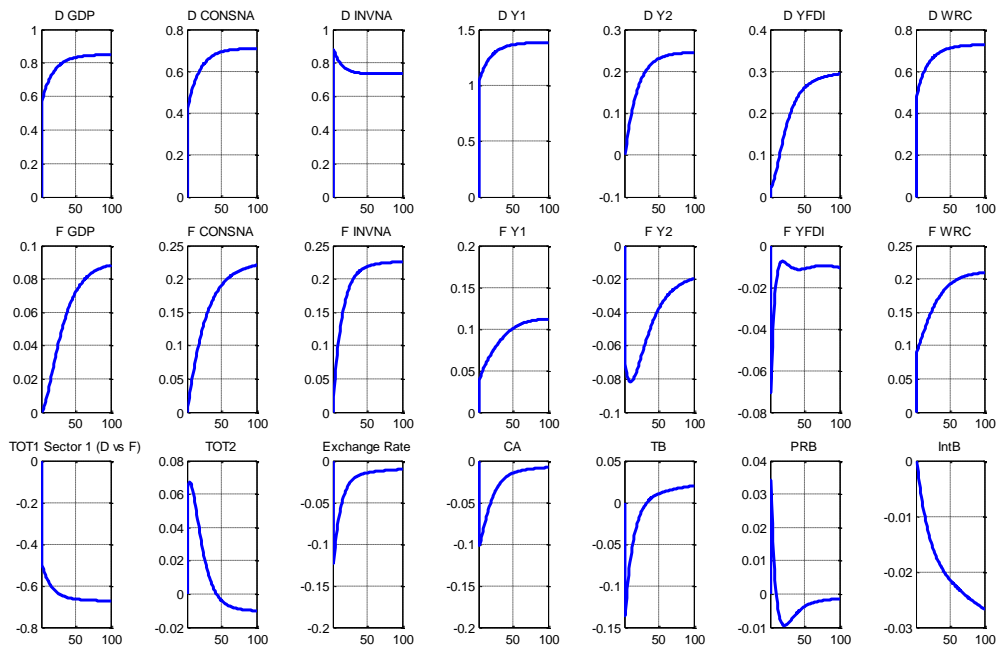 D GDP D CONSNA D INVNA D Y1 D Y2 D YFDI D WRC
1 0.8 1 1.5 0.3 0.4 0.8
0.8 0.6 0.8 1 0.2 0.3 0.6
0.6 0.4 0.6 0.5 0.1 0.2 0.4
0.4 0.2 0.4 0 0 0.1 0.2
0.2 0 0.2 -0.1 0 0
0 0
50 100 50 100 50 100 50 100 50 100 50 100 50 100
F GDP F CONSNA F INVNA F Y1 F Y2 F YFDI F WRC
0.1 0.25 0.25 0.2 0 0 0.25
0.08 0.2 0.2 0.15 -0.02 -0.02 0.2
0.06 0.15 0.15 0.1 -0.04 -0.04 0.15
0.04 0.1 0.1 0.05 -0.06 -0.06 0.1
0.02 0.05 0.05 0 -0.08 -0.08 0.05
0 0 0 -0.1 0
50 100 50 100 50 100 50 100 50 100 50 100 50 100
TOT1 Sector 1 (D vs F) TOT2 Exchange Rate CA TB PRB IntB
0 0.08 0 0 0.05 0.04 0
-0.2 0.06 -0.05 -0.05 0 0.03 -0.01
-0.4 0.04 -0.1 -0.1 -0.05 0.02 -0.02
-0.6 0.02 -0.15 -0.15 -0.1 0.01 -0.03
-0.8 0 -0.2 -0.2 -0.15 0
-0.02 -0.01
50 100 50 100 50 100 50 100 50 100 50 100 50 100